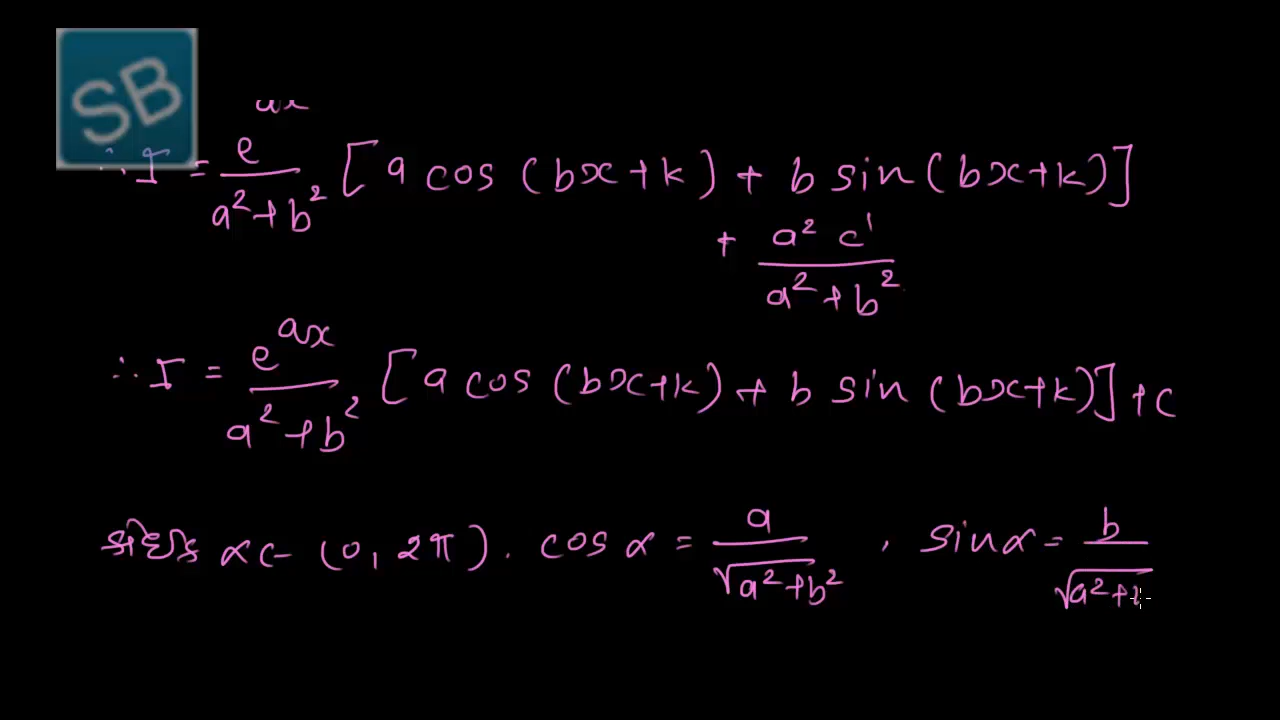 SB
∴ I = e^{ax}/(a²+b²) [a cos(bx+k) + b sin(bx+k)]
+ a² c'/(a²+b²)
∴ I = e^{ax}/(a²+b²) [a cos(bx+k) + b sin(bx+k)] + c
α ∈ (0, 2π). cos α = a/√(a²+b²), sin α = b/√(a²+